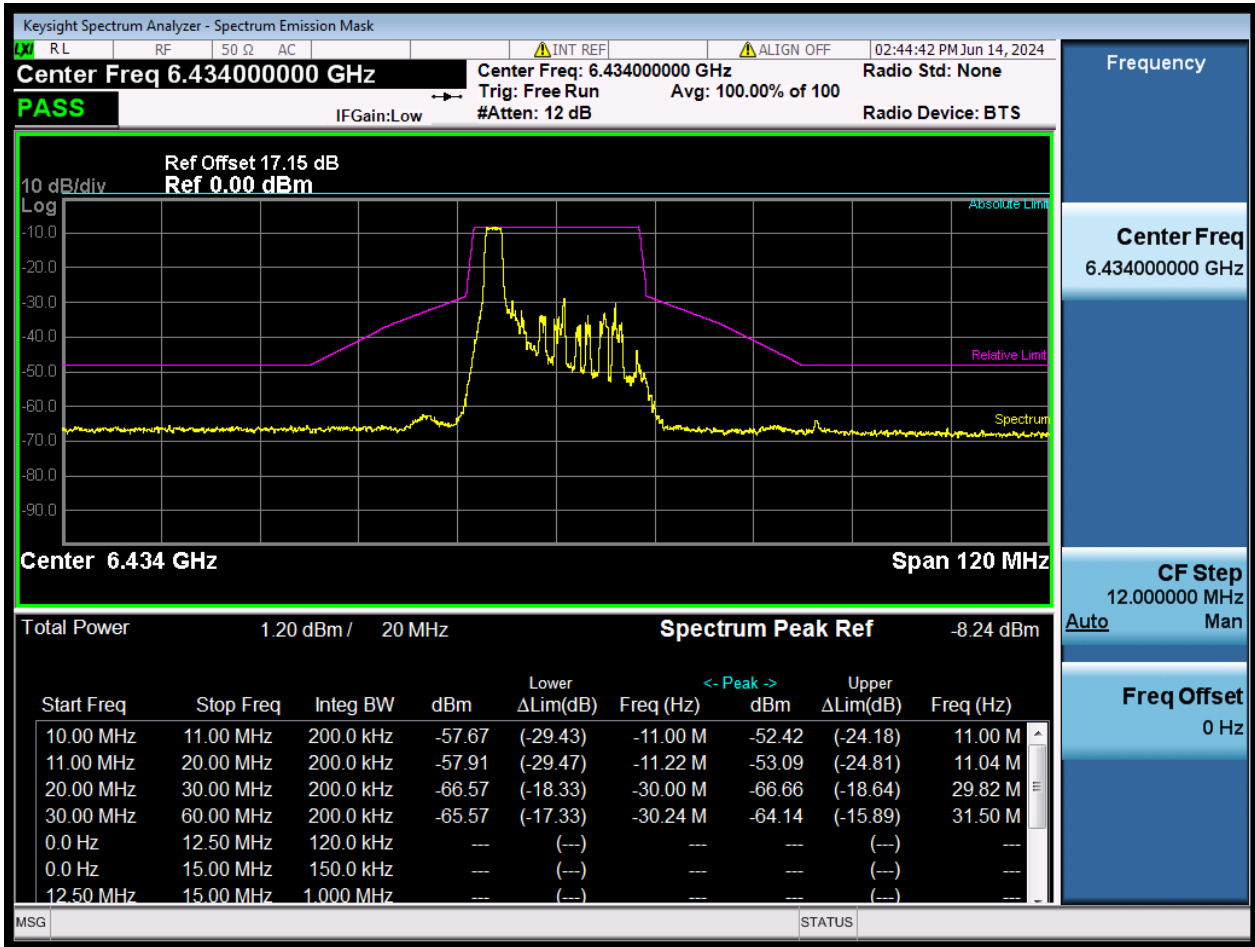 Keysight Spectrum Analyzer - Spectrum Emission Mask
LXI RL RF 50 Ω AC INT REF ALIGN OFF 02:44:42 PM Jun 14, 2024
Center Freq 6.434000000 GHz Center Freq: 6.434000000 GHz Radio Std: None
Trig: Free Run Avg: 100.00% of 100
PASS IFGain:Low #Atten: 12 dB Radio Device: BTS
Ref Offset 17.15 dB
10 dB/div Ref 0.00 dBm
Log
Absolute Limit
-10.0
-20.0
-30.0
-40.0
Relative Limit
-50.0
-60.0
Spectrum
-70.0
-80.0
-90.0
Center 6.434 GHz Span 120 MHz
Total Power 1.20 dBm / 20 MHz Spectrum Peak Ref -8.24 dBm
Lower <- Peak -> Upper
Start Freq Stop Freq Integ BW dBm ΔLim(dB) Freq (Hz) dBm ΔLim(dB) Freq (Hz)
10.00 MHz 11.00 MHz 200.0 kHz -57.67 (-29.43) -11.00 M -52.42 (-24.18) 11.00 M
11.00 MHz 20.00 MHz 200.0 kHz -57.91 (-29.47) -11.22 M -53.09 (-24.81) 11.04 M
20.00 MHz 30.00 MHz 200.0 kHz -66.57 (-18.33) -30.00 M -66.66 (-18.64) 29.82 M
30.00 MHz 60.00 MHz 200.0 kHz -65.57 (-17.33) -30.24 M -64.14 (-15.89) 31.50 M
0.0 Hz 12.50 MHz 120.0 kHz --- (---) --- --- (---) ---
0.0 Hz 15.00 MHz 150.0 kHz --- (---) --- --- (---) ---
12.50 MHz 15.00 MHz 1.000 MHz --- (---) --- --- (---) ---
MSG STATUS
Frequency
Center Freq
6.434000000 GHz
CF Step
12.000000 MHz
Auto Man
Freq Offset
0 Hz